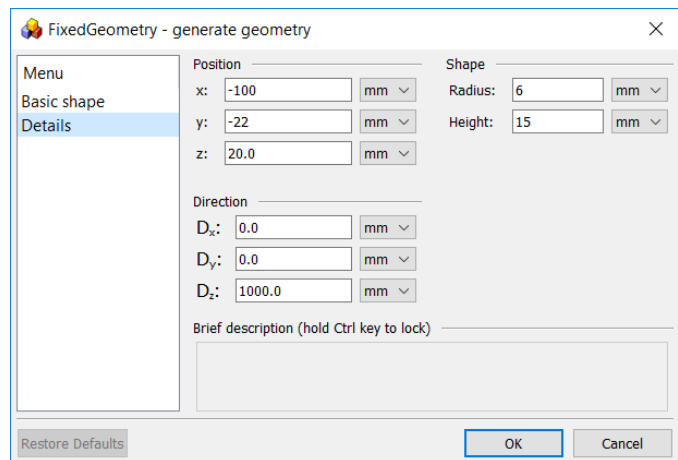 FixedGeometry - generate geometry
Menu
Basic shape
Details
Position
x: -100 mm
y: -22 mm
z: 20.0 mm
Shape
Radius: 6 mm
Height: 15 mm
Direction
Dx: 0.0 mm
Dy: 0.0 mm
Dz: 1000.0 mm
Brief description (hold Ctrl key to lock)
Restore Defaults
OK
Cancel